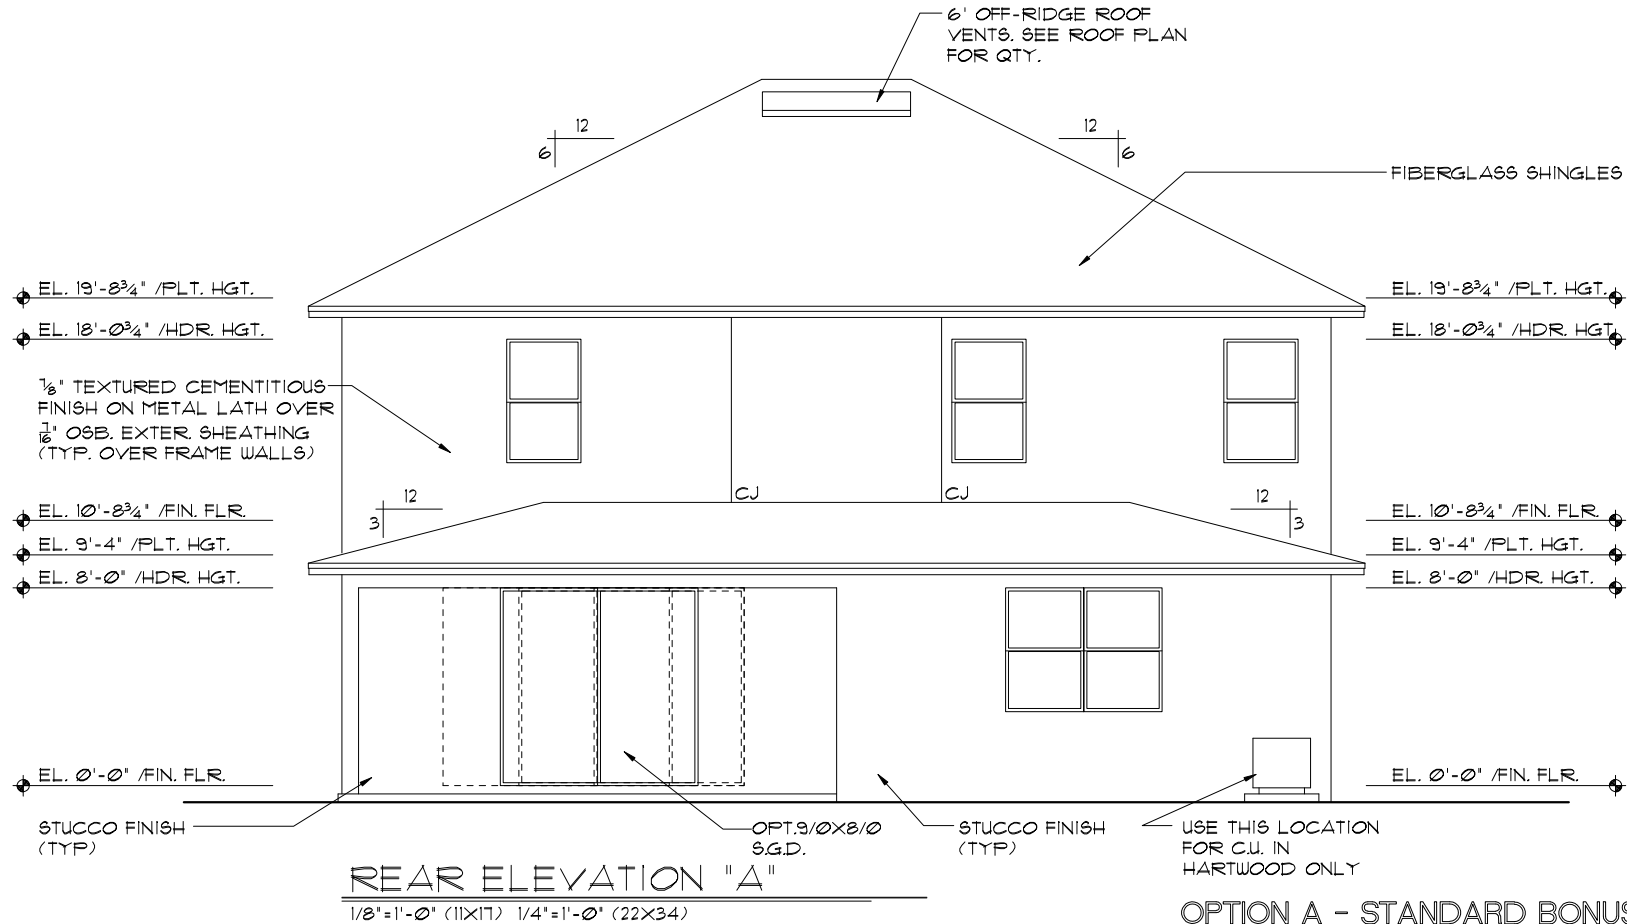 6' OFF-RIDGE ROOF
VENTS. SEE ROOF PLAN
FOR QTY.
12
6
12
6
FIBERGLASS SHINGLES
EL. 19'-8¾" /PLT. HGT.
EL. 19'-8¾" /PLT. HGT.
EL. 18'-0¾" /HDR. HGT.
EL. 18'-0¾" /HDR. HGT
⅞" TEXTURED CEMENTITIOUS
FINISH ON METAL LATH OVER
7/16" OSB. EXTER. SHEATHING
(TYP. OVER FRAME WALLS)
CJ
CJ
12
3
12
3
EL. 10'-8¾" /FIN. FLR.
EL. 10'-8¾" /FIN. FLR.
EL. 9'-4" /PLT. HGT.
EL. 9'-4" /PLT. HGT.
EL. 8'-0" /HDR. HGT.
EL. 8'-0" /HDR. HGT.
EL. 0'-0" /FIN. FLR.
EL. 0'-0" /FIN. FLR.
STUCCO FINISH
(TYP)
OPT.9/0X8/0
S.G.D.
STUCCO FINISH
(TYP)
USE THIS LOCATION
FOR C.U. IN
HARTWOOD ONLY
REAR ELEVATION "A"
1/8"=1'-0" (11X17) 1/4"=1'-0" (22X34)
OPTION A - STANDARD BONUS